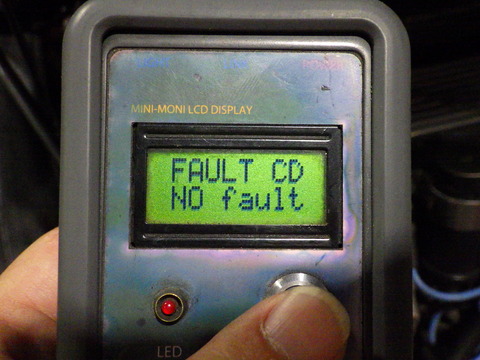 MINI-MONI LCD DISPLAY
FAULT CD
NO fault
LED